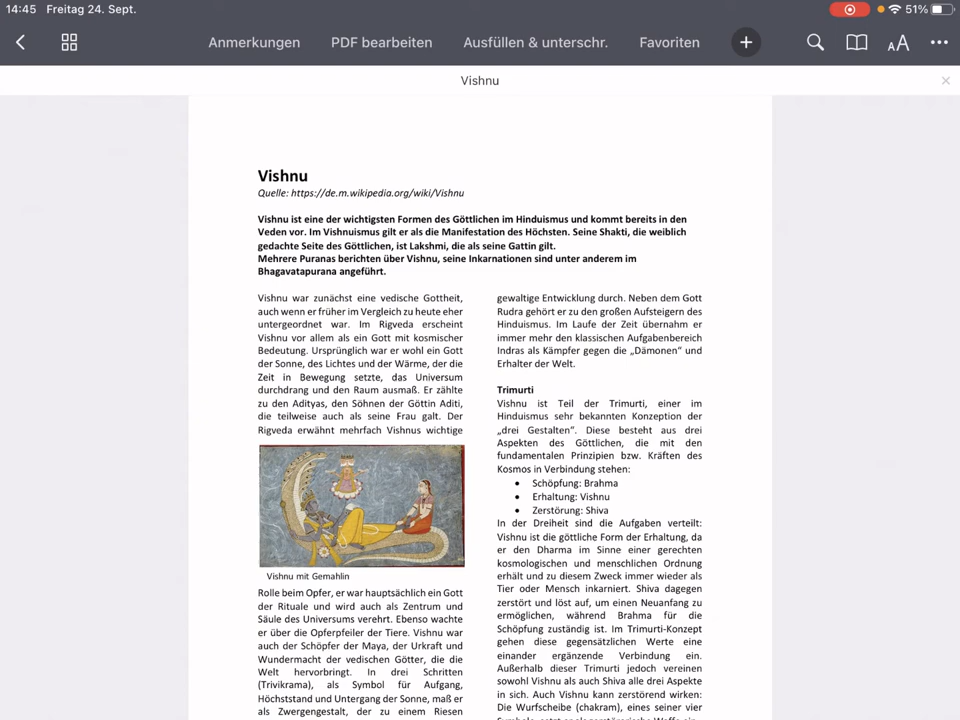 14:45 Freitag 24. Sept.
51%
Anmerkungen PDF bearbeiten Ausfüllen & unterschr. Favoriten
AA
Vishnu
Vishnu
Quelle: https://de.m.wikipedia.org/wiki/Vishnu
Vishnu ist eine der wichtigsten Formen des Göttlichen im Hinduismus und kommt bereits in den
Veden vor. Im Vishnuismus gilt er als die Manifestation des Höchsten. Seine Shakti, die weiblich
gedachte Seite des Göttlichen, ist Lakshmi, die als seine Gattin gilt.
Mehrere Puranas berichten über Vishnu, seine Inkarnationen sind unter anderem im
Bhagavatapurana angeführt.
Vishnu war zunächst eine vedische Gottheit,
auch wenn er früher im Vergleich zu heute eher
untergeordnet war. Im Rigveda erscheint
Vishnu vor allem als ein Gott mit kosmischer
Bedeutung. Ursprünglich war er wohl ein Gott
der Sonne, des Lichtes und der Wärme, der die
Zeit in Bewegung setzte, das Universum
durchdrang und den Raum ausmaß. Er zählte
zu den Adityas, den Söhnen der Göttin Aditi,
die teilweise auch als seine Frau galt. Der
Rigveda erwähnt mehrfach Vishnus wichtige
Vishnu mit Gemahlin
Rolle beim Opfer, er war hauptsächlich ein Gott
der Rituale und wird auch als Zentrum und
Säule des Universums verehrt. Ebenso wachte
er über die Opferpfeiler der Tiere. Vishnu war
auch der Schöpfer der Maya, der Urkraft und
Wundermacht der vedischen Götter, die die
Welt hervorbringt. In drei Schritten
(Trivikrama), als Symbol für Aufgang,
Höchststand und Untergang der Sonne, maß er
als Zwergengestalt, der zu einem Riesen
gewaltige Entwicklung durch. Neben dem Gott
Rudra gehört er zu den großen Aufsteigern des
Hinduismus. Im Laufe der Zeit übernahm er
immer mehr den klassischen Aufgabenbereich
Indras als Kämpfer gegen die „Dämonen“ und
Erhalter der Welt.
Trimurti
Vishnu ist Teil der Trimurti, einer im
Hinduismus sehr bekannten Konzeption der
„drei Gestalten“. Diese besteht aus drei
Aspekten des Göttlichen, die mit den
fundamentalen Prinzipien bzw. Kräften des
Kosmos in Verbindung stehen:
• Schöpfung: Brahma
• Erhaltung: Vishnu
• Zerstörung: Shiva
In der Dreiheit sind die Aufgaben verteilt:
Vishnu ist die göttliche Form der Erhaltung, da
er den Dharma im Sinne einer gerechten
kosmologischen und menschlichen Ordnung
erhält und zu diesem Zweck immer wieder als
Tier oder Mensch inkarniert. Shiva dagegen
zerstört und löst auf, um einen Neuanfang zu
ermöglichen, während Brahma für die
Schöpfung zuständig ist. Im Trimurti-Konzept
gehen diese gegensätzlichen Werte eine
einander ergänzende Verbindung ein.
Außerhalb dieser Trimurti jedoch vereinen
sowohl Vishnu als auch Shiva alle drei Aspekte
in sich. Auch Vishnu kann zerstörend wirken:
Die Wurfscheibe (chakram), eines seiner vier